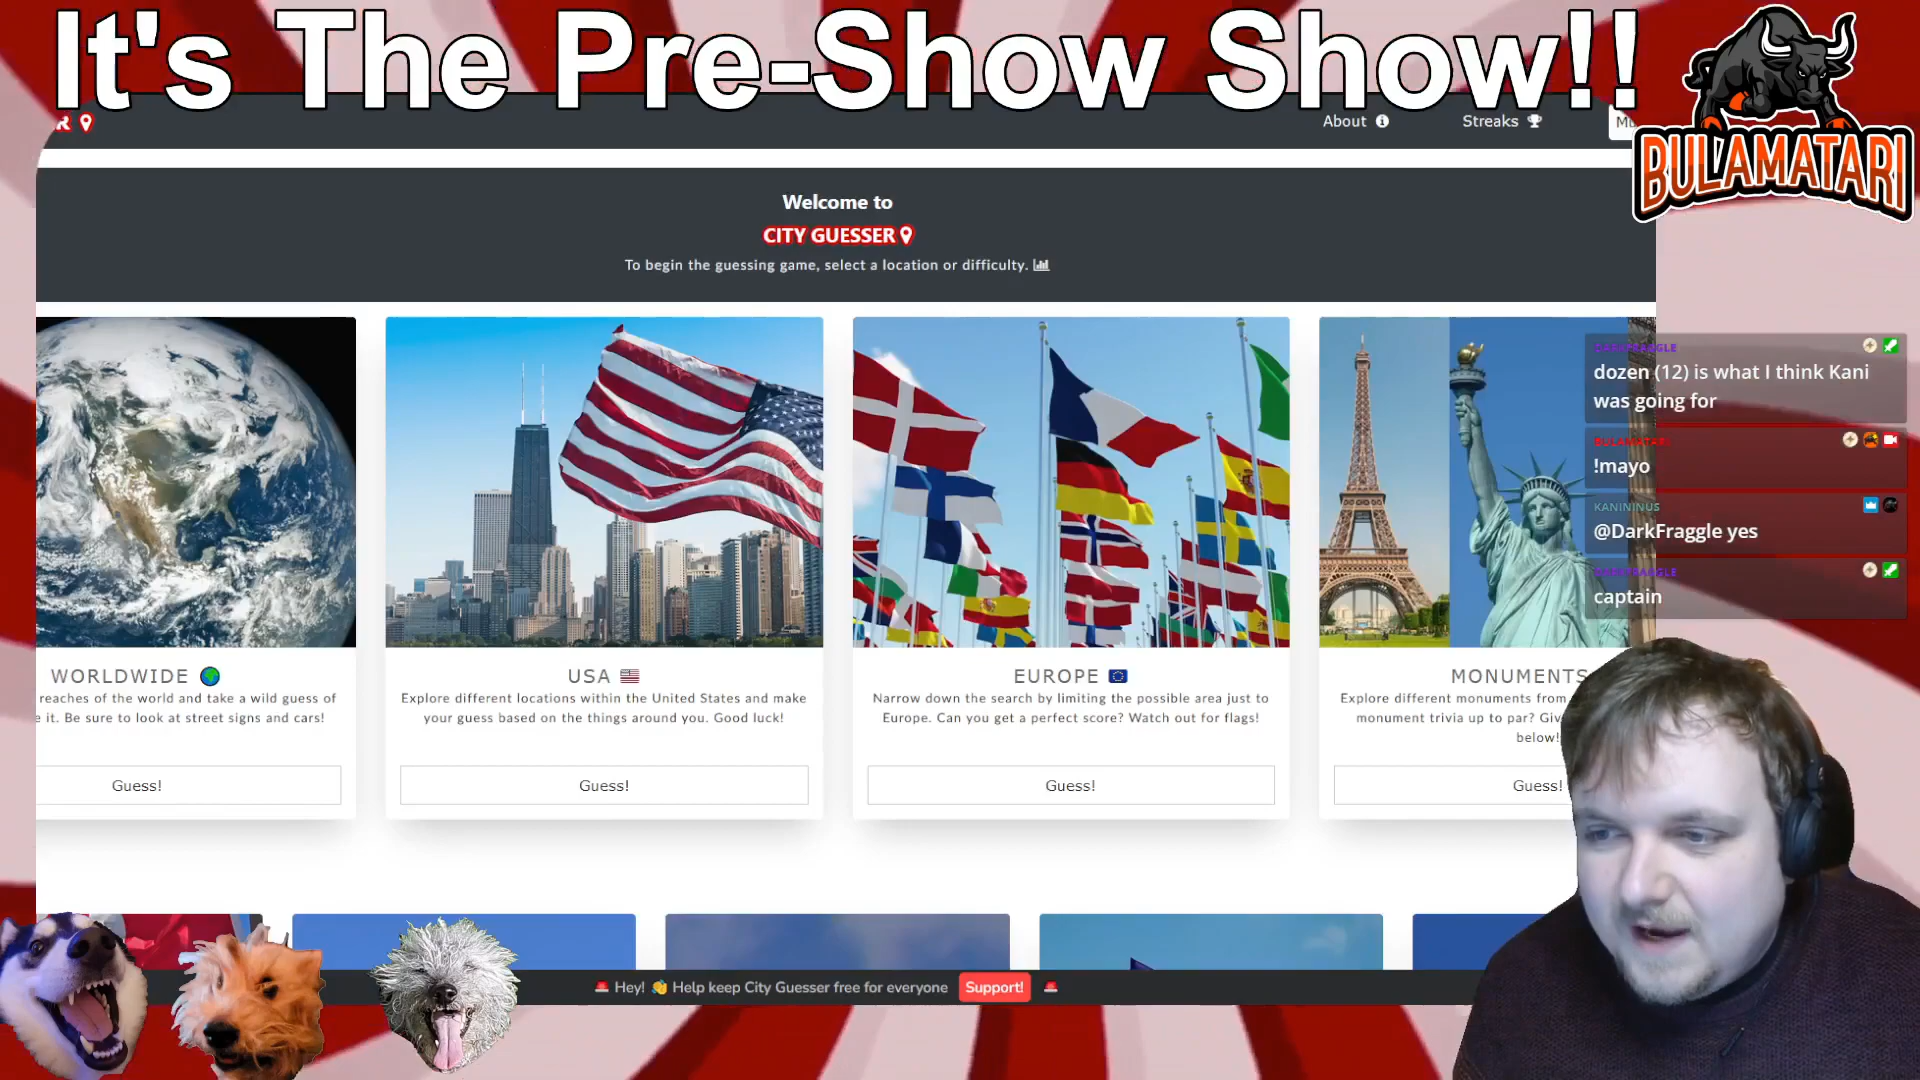 It's The Pre-Show Show!!
R
About
Streaks
BULAMATARI
Welcome to
CITY GUESSER
To begin the guessing game, select a location or difficulty.
DARKFRAGGLE
dozen (12) is what I think Kani
was going for
BULAMATARI
!mayo
KANININUS
@DarkFraggle yes
DARKFRAGGLE
captain
WORLDWIDE
reaches of the world and take a wild guess of
e it. Be sure to look at street signs and cars!
Guess!
USA
Explore different locations within the United States and make
your guess based on the things around you. Good luck!
Guess!
EUROPE
Narrow down the search by limiting the possible area just to
Europe. Can you get a perfect score? Watch out for flags!
Guess!
MONUMENTS
Explore different monuments from
monument trivia up to par? Giv
below!
Guess!
Hey! Help keep City Guesser free for everyone Support!